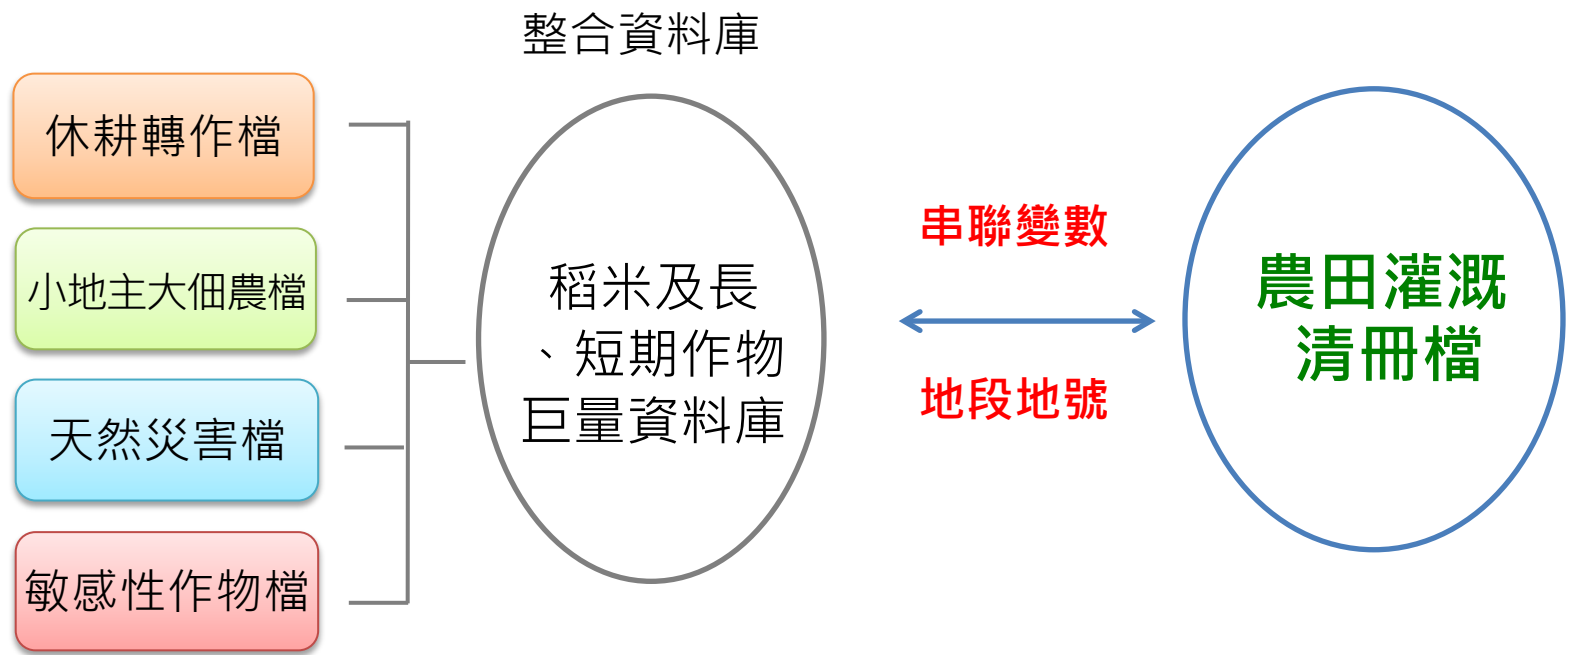 整合資料庫
休耕轉作檔
小地主大佃農檔
天然災害檔
敏感性作物檔
稻米及長
、短期作物
巨量資料庫
串聯變數
地段地號
農田灌溉
清冊檔